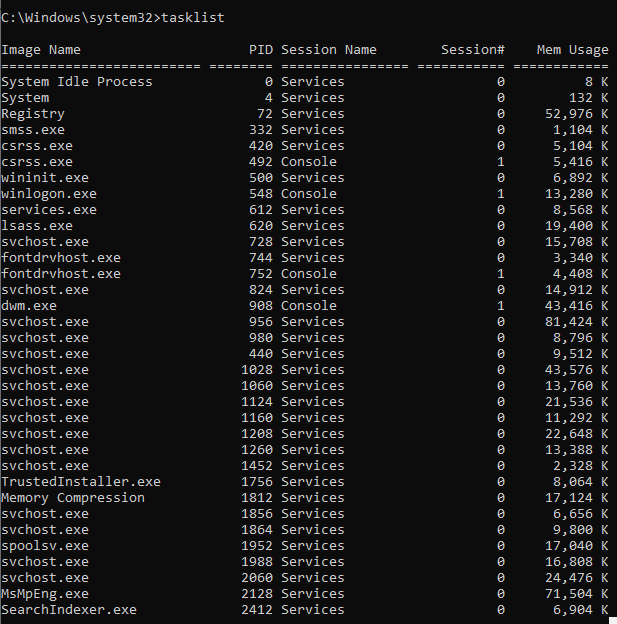 C:\Windows\system32>tasklist
Image Name                     PID Session Name        Session#    Mem Usage
========================= ======== ================ =========== ============
System Idle Process              0 Services                   0          8 K
System                           4 Services                   0        132 K
Registry                        72 Services                   0     52,976 K
smss.exe                       332 Services                   0      1,104 K
csrss.exe                      420 Services                   0      5,104 K
csrss.exe                      492 Console                    1      5,416 K
wininit.exe                    500 Services                   0      6,892 K
winlogon.exe                   548 Console                    1     13,280 K
services.exe                   612 Services                   0      8,568 K
lsass.exe                      620 Services                   0     19,400 K
svchost.exe                    728 Services                   0     15,708 K
fontdrvhost.exe                744 Services                   0      3,340 K
fontdrvhost.exe                752 Console                    1      4,408 K
svchost.exe                    824 Services                   0     14,912 K
dwm.exe                        908 Console                    1     43,416 K
svchost.exe                    956 Services                   0     81,424 K
svchost.exe                    980 Services                   0      8,796 K
svchost.exe                    440 Services                   0      9,512 K
svchost.exe                   1028 Services                   0     43,576 K
svchost.exe                   1060 Services                   0     13,760 K
svchost.exe                   1124 Services                   0     21,536 K
svchost.exe                   1160 Services                   0     11,292 K
svchost.exe                   1208 Services                   0     22,648 K
svchost.exe                   1260 Services                   0     13,388 K
svchost.exe                   1452 Services                   0      2,328 K
TrustedInstaller.exe          1756 Services                   0      8,064 K
Memory Compression            1812 Services                   0     17,124 K
svchost.exe                   1856 Services                   0      6,656 K
svchost.exe                   1864 Services                   0      9,800 K
spoolsv.exe                   1952 Services                   0     17,040 K
svchost.exe                   1988 Services                   0     16,808 K
svchost.exe                   2060 Services                   0     24,476 K
MsMpEng.exe                   2128 Services                   0     71,504 K
SearchIndexer.exe             2412 Services                   0      6,904 K